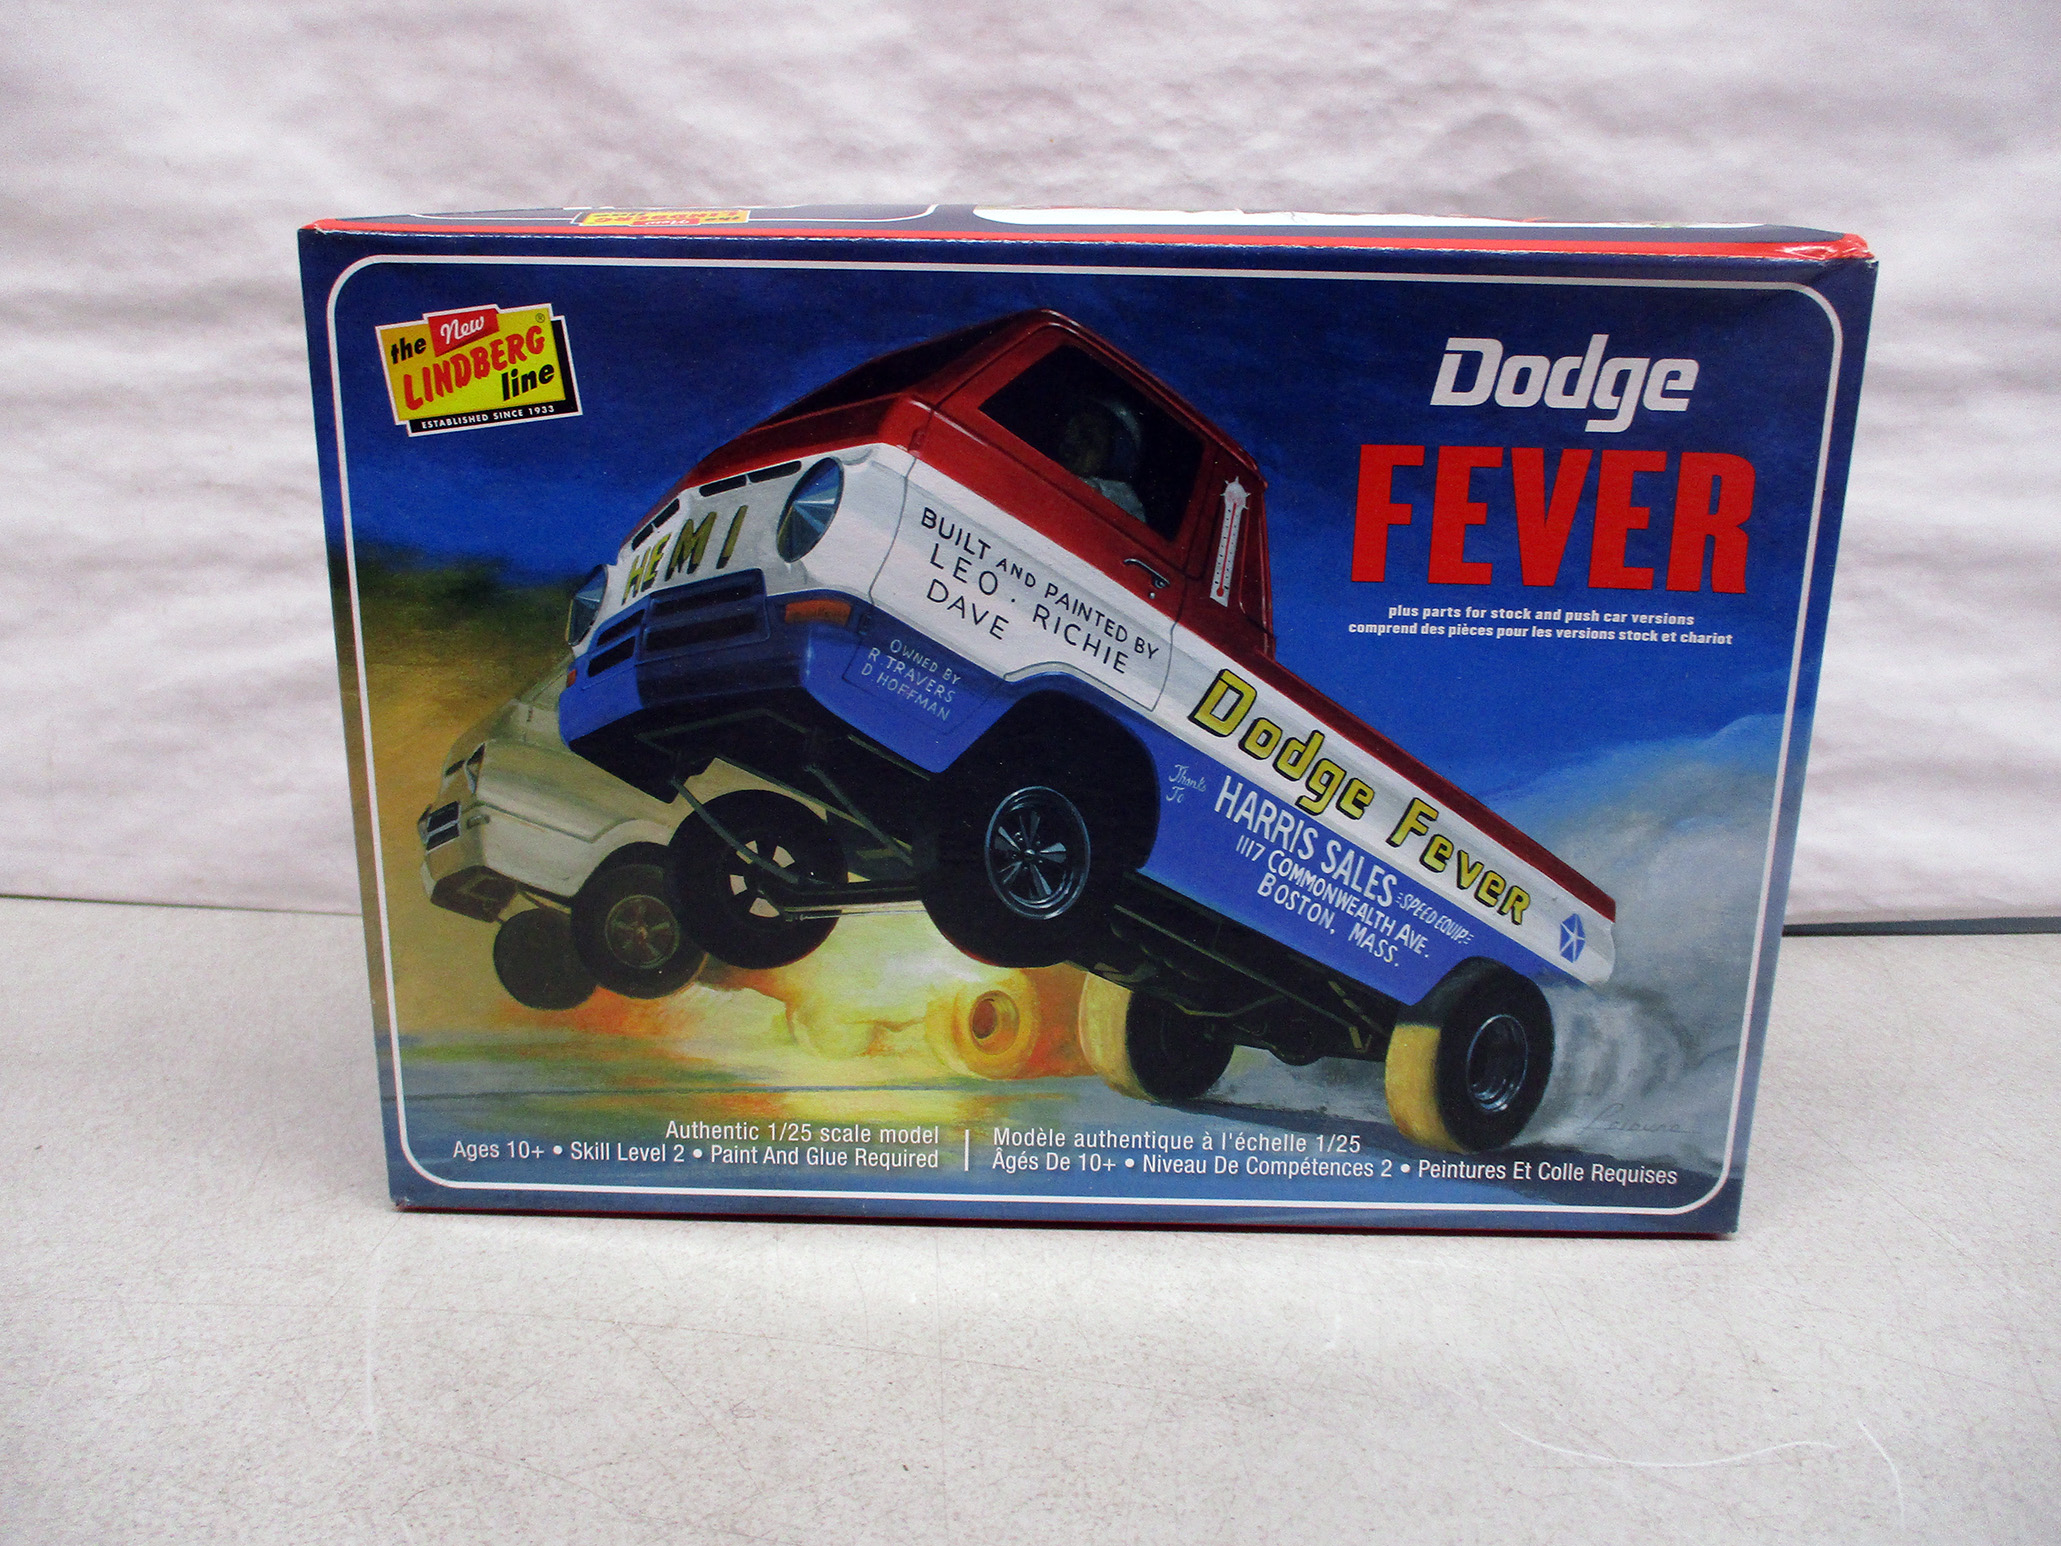 the New
LINDBERG®
line
ESTABLISHED SINCE 1933
Dodge
FEVER
plus parts for stock and push car versions
comprend des pièces pour les versions stock et chariot
HEMI
BUILT AND PAINTED BY
LEO . RICHIE
DAVE
OWNED BY
R. TRAVERS
D. HOFFMAN
Dodge Fever
Thanks
To
HARRIS SALES SPEED EQUIP.
1117 COMMONWEALTH AVE.
BOSTON, MASS.
Authentic 1/25 scale model
Ages 10+ • Skill Level 2 • Paint And Glue Required
Modèle authentique à l'échelle 1/25
Âgés De 10+ • Niveau De Compétences 2 • Peintures Et Colle Requises